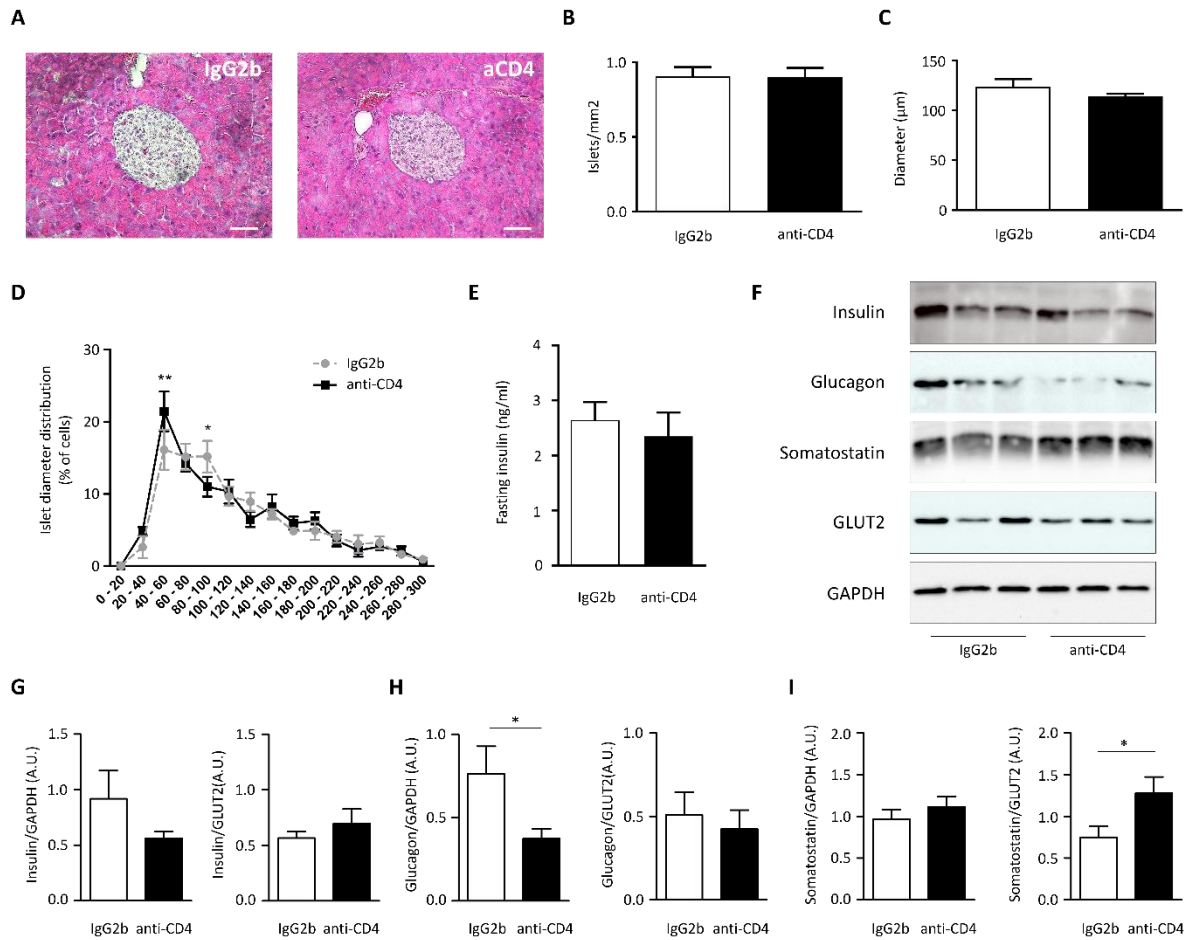 A
IgG2b
aCD4
B
Islets/mm2
1.0
0.5
0.0
IgG2b
anti-CD4
C
Diameter (µm)
150
100
50
0
IgG2b
anti-CD4
D
Islet diameter distribution
(% of cells)
30
20
10
0
IgG2b
anti-CD4
**
*
0 - 20
20 - 40
40 - 60
60 - 80
80 - 100
100 - 120
120 - 140
140 - 160
160 - 180
180 - 200
200 - 220
220 - 240
240 - 260
260 - 280
280 - 300
E
Fasting insulin (ng/ml)
4
3
2
1
0
IgG2b
anti-CD4
F
Insulin
Glucagon
Somatostatin
GLUT2
GAPDH
IgG2b
anti-CD4
G
Insulin/GAPDH (A.U.)
1.5
1.0
0.5
0.0
IgG2b anti-CD4
Insulin/GLUT2(A.U.)
1.5
1.0
0.5
0.0
IgG2b anti-CD4
H
Glucagon/GAPDH (A.U.)
1.0
0.5
0.0
*
IgG2b anti-CD4
Glucagon/GLUT2(A.U.)
1.0
0.5
0.0
IgG2b anti-CD4
I
Somatostatin/GAPDH (A.U.)
2.0
1.5
1.0
0.5
0.0
IgG2b anti-CD4
Somatostatin/GLUT2 (A.U.)
2.0
1.5
1.0
0.5
0.0
*
IgG2b anti-CD4